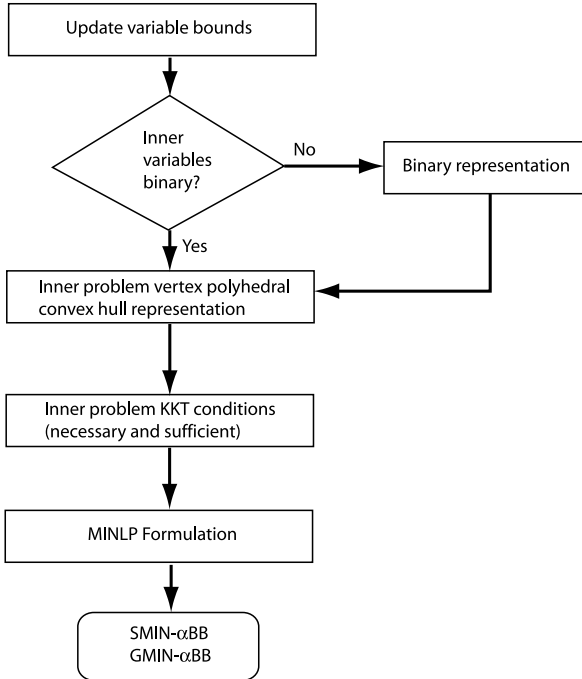 Update variable bounds
Inner
variables
binary?
No
Binary representation
Yes
Inner problem vertex polyhedral
convex hull representation
Inner problem KKT conditions
(necessary and sufficient)
MINLP Formulation
SMIN-αBB
GMIN-αBB